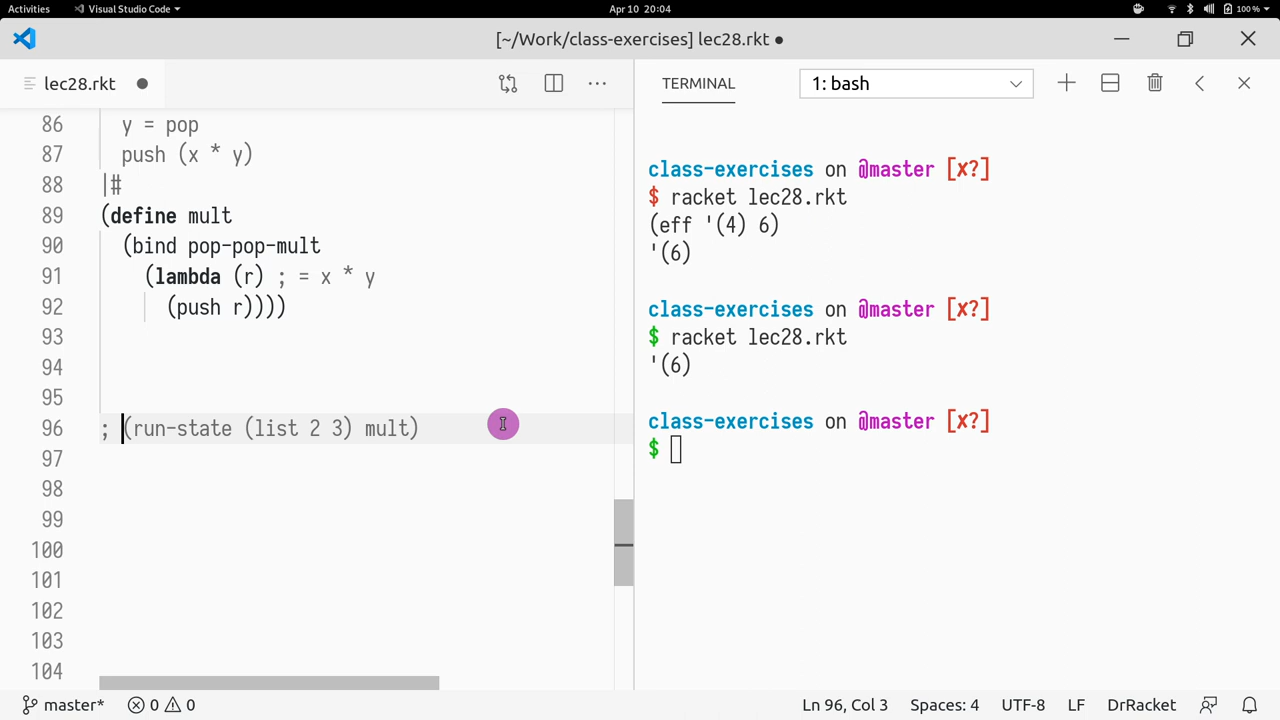 Activities
Visual Studio Code
Apr 10 20:04
100 %
[~/Work/class-exercises] lec28.rkt ●
lec28.rkt ●
TERMINAL
1: bash
86 y = pop
87 push (x * y)
88 |#
89 (define mult
90 (bind pop-pop-mult
91 (lambda (r) ; = x * y
92 (push r))))
93
94
95
96 ; (run-state (list 2 3) mult)
97
98
99
100
101
102
103
104
class-exercises on @master [x?]
$ racket lec28.rkt
(eff '(4) 6)
'(6)
class-exercises on @master [x?]
$ racket lec28.rkt
'(6)
class-exercises on @master [x?]
$
master*
0
0
Ln 96, Col 3
Spaces: 4
UTF-8
LF
DrRacket